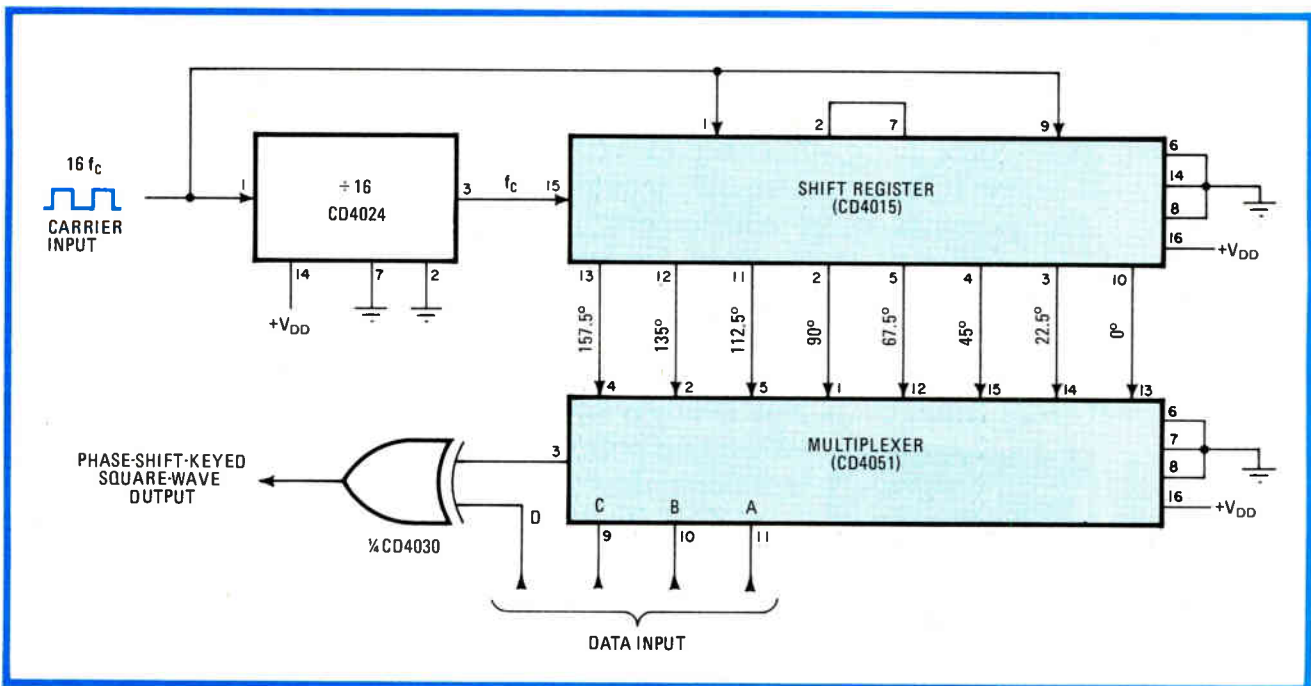 16 fC
CARRIER
INPUT
1
÷16
CD4024
3
fC
15
14
7
2
+VDD
1
2
7
9
SHIFT REGISTER
(CD4015)
6
14
8
16
+VDD
13
12
11
2
5
4
3
10
157.5°
135°
112.5°
90°
67.5°
45°
22.5°
0°
4
2
5
1
12
15
14
13
MULTIPLEXER
(CD4051)
6
7
8
16
+VDD
3
C
B
A
9
10
11
D
PHASE-SHIFT-KEYED
SQUARE-WAVE
OUTPUT
¼ CD4030
DATA INPUT